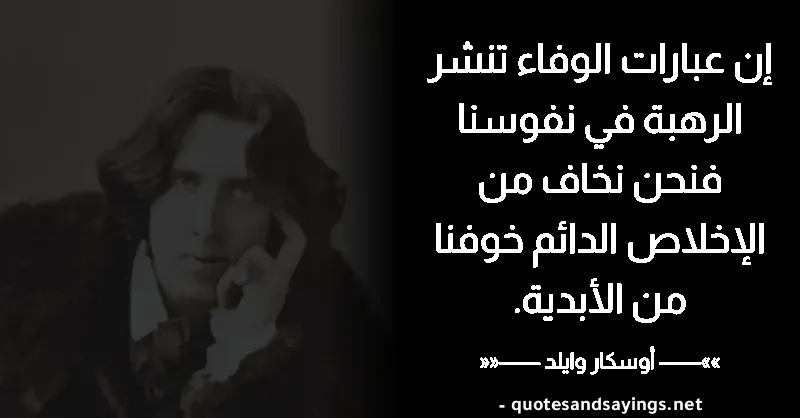 إن عبارات الوفاء تنشر
الرهبة في نفوسنا
فنحن نخاف من
الإخلاص الدائم خوفنا
من الأبدية.
»»—— أوسكار وايلد ——««
- quotesandsayings.net